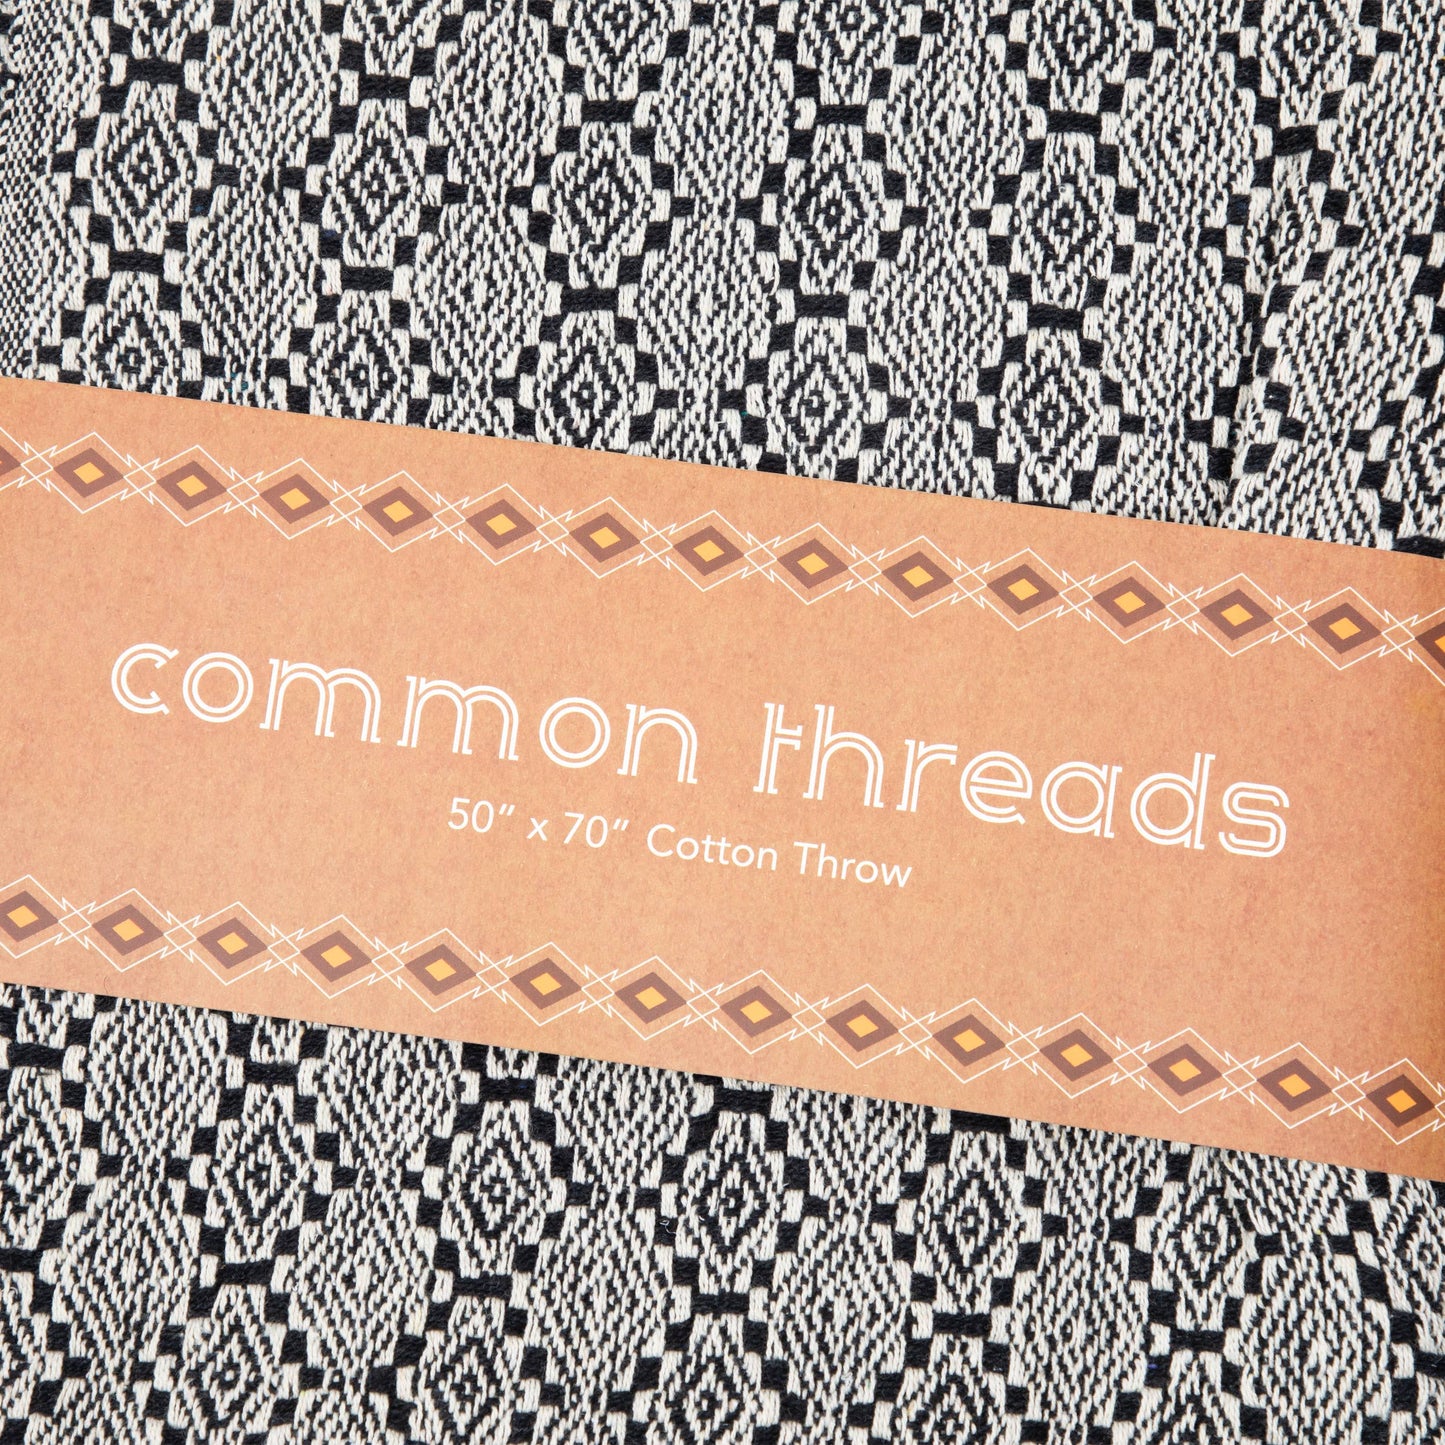 common threads
50” x 70” Cotton Throw